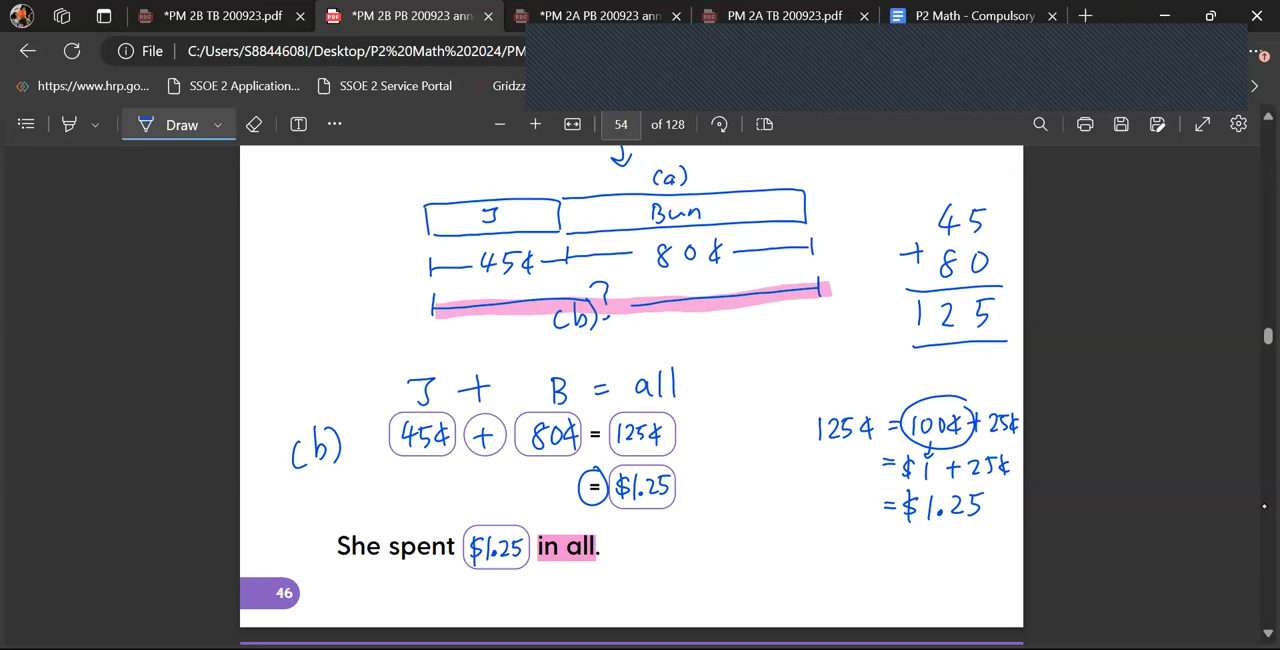 *PM 2B TB 200923.pdf
*PM 2B PB 200923 ann
*PM 2A PB 200923 ann
PM 2A TB 200923.pdf
P2 Math - Compulsory
File
C:/Users/S8844608I/Desktop/P2%20Math%202024/PM
https://www.hrp.go...
SSOE 2 Application...
SSOE 2 Service Portal
Gridzz
Draw
54 of 128
(a)
J Bun
45¢ 80¢
?
(b)
45
+ 80
125
J + B = all
(b) 45¢ + 80¢ = 125¢
= $1.25
125¢ = 100¢ + 25¢
= $1 + 25¢
= $1.25
She spent $1.25 in all.
46